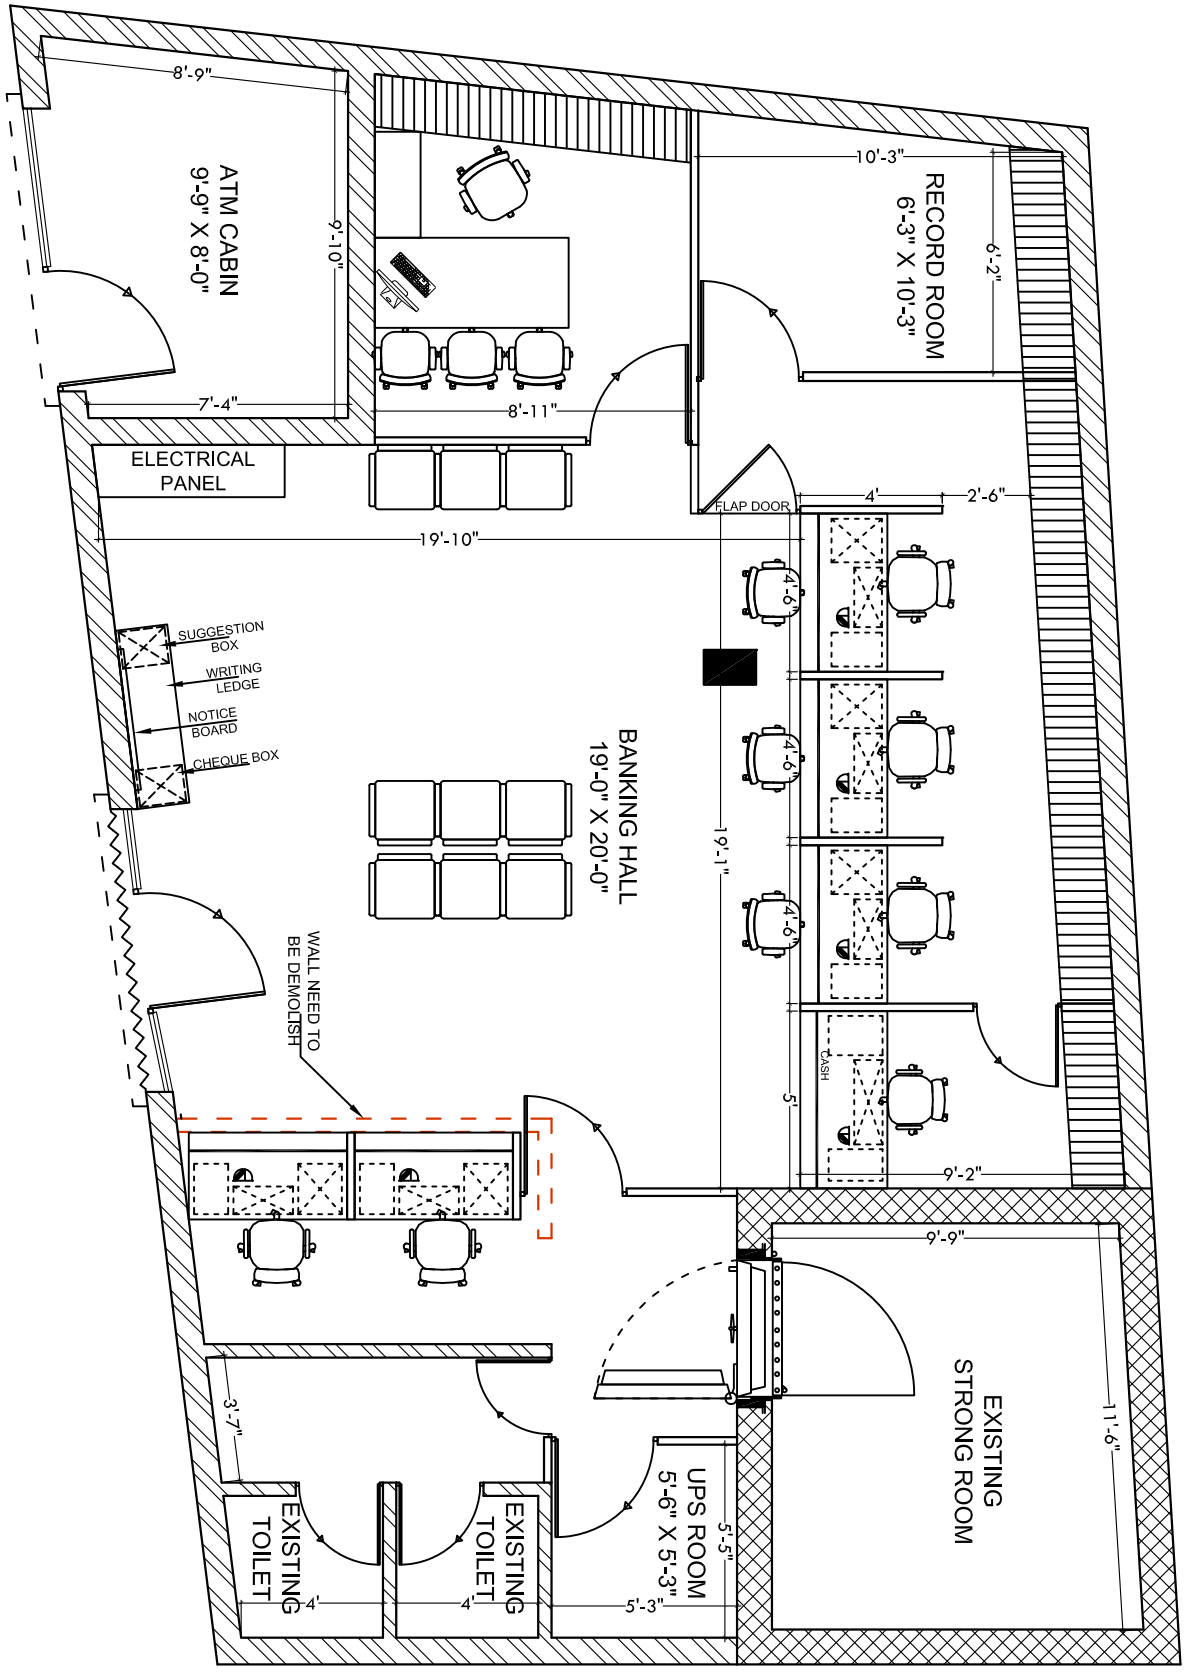 8'-9"
9'-10"
ATM CABIN
9'-9" X 8'-0"
7'-4"
8'-11"
10'-3"
RECORD ROOM
6'-3" X 10'-3"
6'-2"
ELECTRICAL
PANEL
FLAP DOOR
4'
2'-6"
19'-10"
4'-6"
4'-6"
4'-6"
5'
SUGGESTION
BOX
WRITING
LEDGE
NOTICE
BOARD
CHEQUE BOX
BANKING HALL
19'-0" X 20'-0"
19'-1"
WALL NEED TO
BE DEMOLISH
CASH
9'-2"
9'-9"
11'-6"
EXISTING
STRONG ROOM
3'-7"
UPS ROOM
5'-6" X 5'-3"
5'-5"
5'-3"
EXISTING
TOILET
4'
EXISTING
TOILET
4'